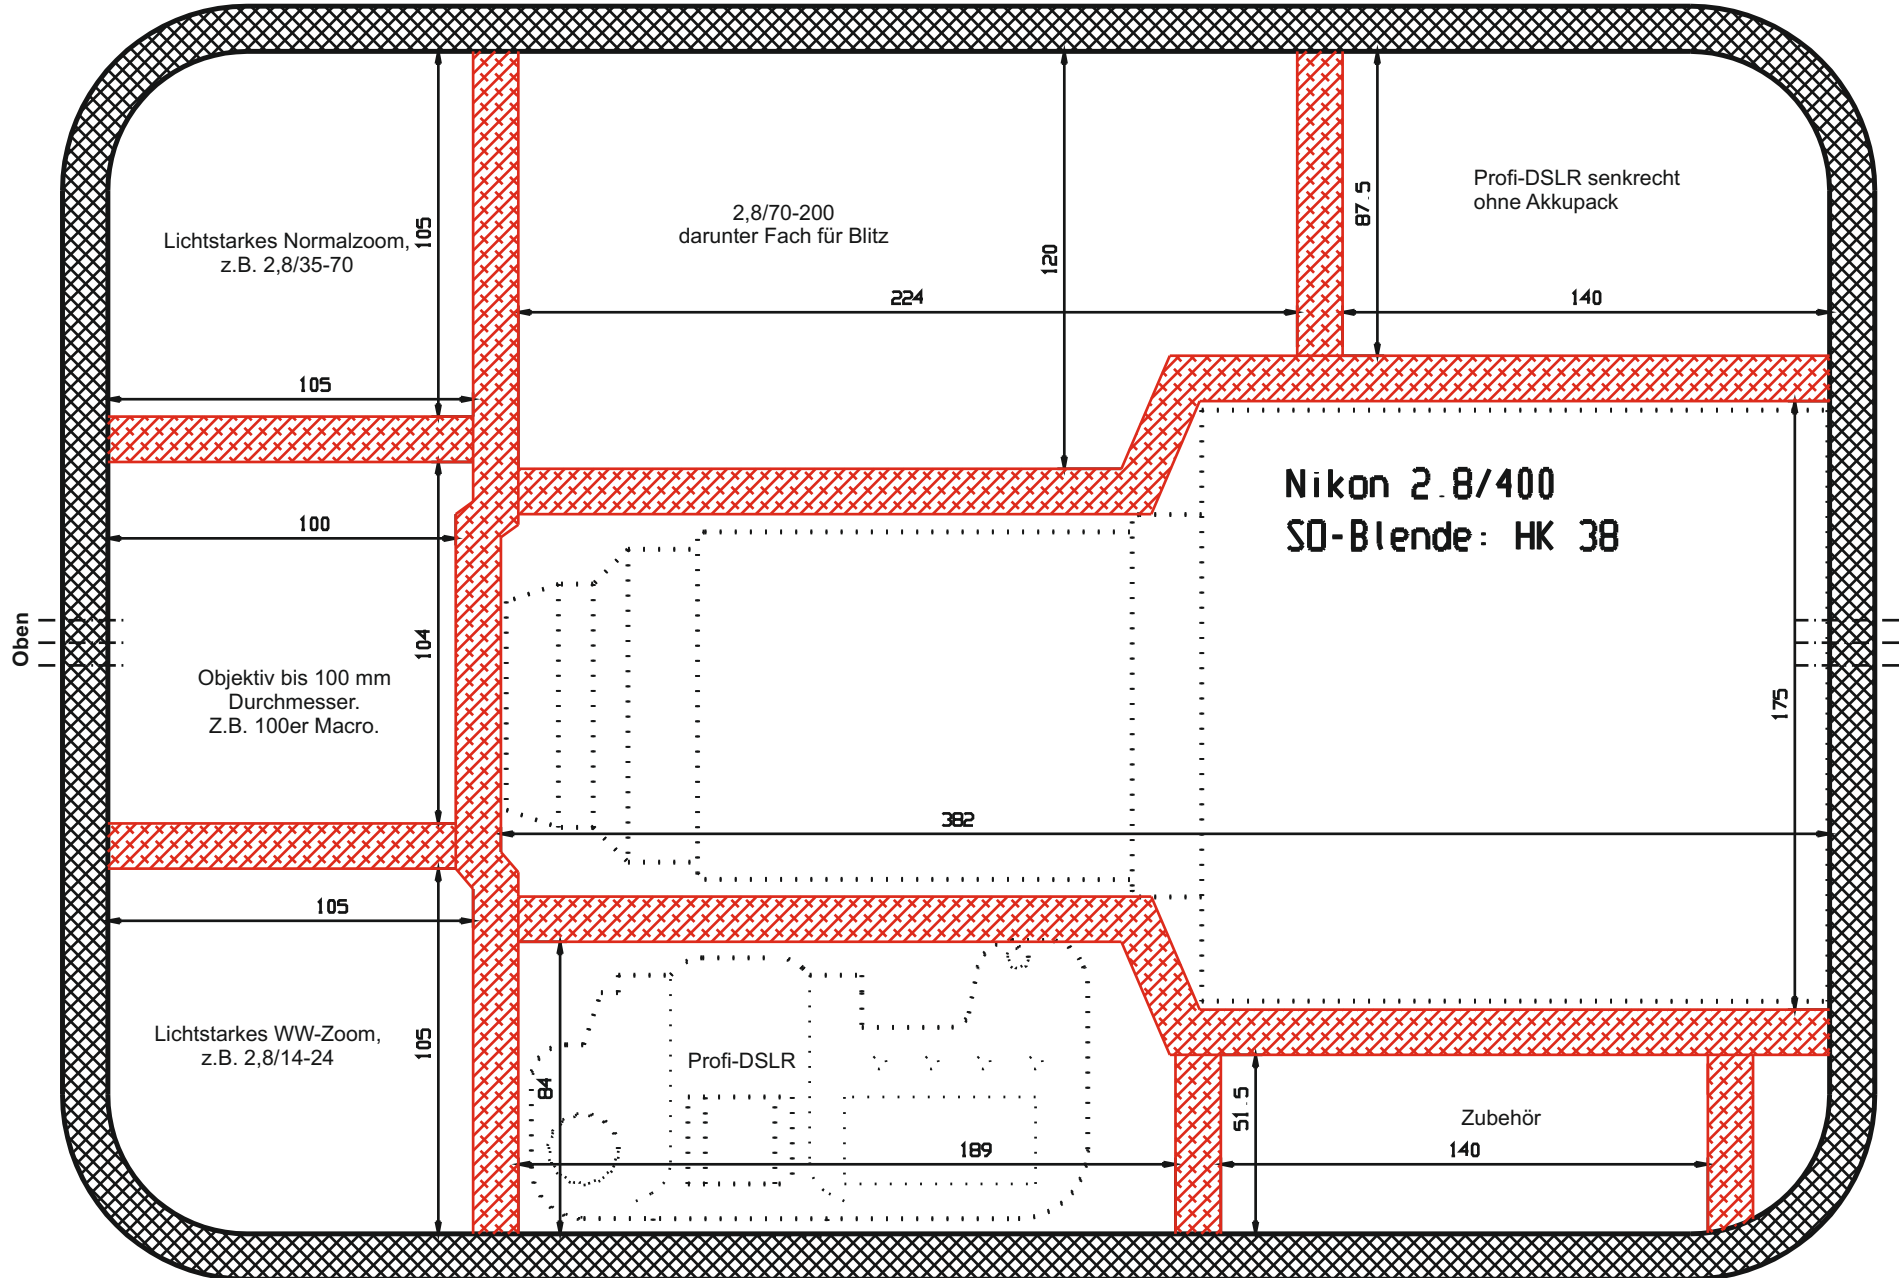 105
Lichtstarkes Normalzoom,
z.B. 2,8/35-70
105
2,8/70-200
darunter Fach für Blitz
120
224
87.5
Profi-DSLR senkrecht
ohne Akkupack
140
100
104
Objektiv bis 100 mm
Durchmesser.
Z.B. 100er Macro.
Oben
Nikon 2.8/400
SO-Blende: HK 38
175
382
105
105
Lichtstarkes WW-Zoom,
z.B. 2,8/14-24
84
Profi-DSLR
189
51.5
Zubehör
140